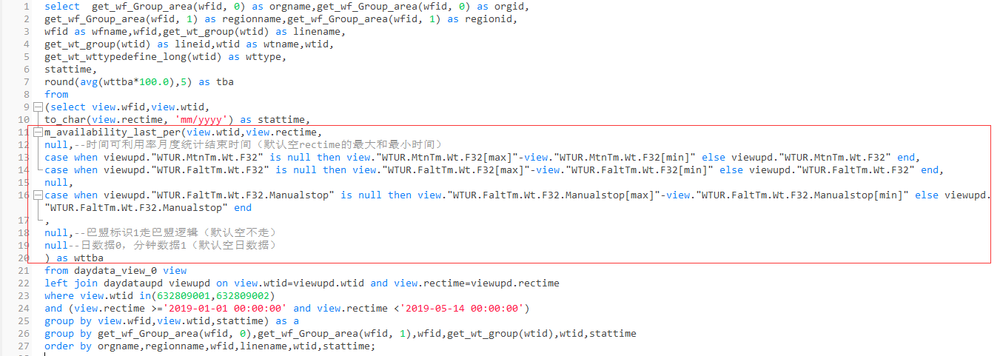 1 select  get_wf_Group_area(wfid, 0) as orgname,get_wf_Group_area(wfid, 0) as orgid,
2 get_wf_Group_area(wfid, 1) as regionname,get_wf_Group_area(wfid, 1) as regionid,
3 wfid as wfname,wfid,get_wt_group(wtid) as linename,
4 get_wt_group(wtid) as lineid,wtid as wtname,wtid,
5 get_wt_wttypedefine_long(wtid) as wttype,
6 stattime,
7 round(avg(wttba*100.0),5) as tba
8 from
9 (select view.wfid,view.wtid,
10 to_char(view.rectime, 'mm/yyyy') as stattime,
11 m_availability_last_per(view.wtid,view.rectime,
12 null,--时间可利用率月度统计结束时间（默认空rectime的最大和最小时间）
13 case when viewupd."WTUR.MtnTm.Wt.F32" is null then view."WTUR.MtnTm.Wt.F32[max]"-view."WTUR.MtnTm.Wt.F32[min]" else viewupd."WTUR.MtnTm.Wt.F32" end,
14 case when viewupd."WTUR.FaltTm.Wt.F32" is null then view."WTUR.FaltTm.Wt.F32[max]"-view."WTUR.FaltTm.Wt.F32[min]" else viewupd."WTUR.FaltTm.Wt.F32" end,
15 null,
16 case when viewupd."WTUR.FaltTm.Wt.F32.Manualstop" is null then view."WTUR.FaltTm.Wt.F32.Manualstop[max]"-view."WTUR.FaltTm.Wt.F32.Manualstop[min]" else viewupd.
"WTUR.FaltTm.Wt.F32.Manualstop" end
17 ,
18 null,--巴盟标识1走巴盟逻辑（默认空不走）
19 null--日数据0，分钟数据1（默认空日数据）
20 ) as wttba
21 from daydata_view_0 view
22 left join daydataupd viewupd on view.wtid=viewupd.wtid and view.rectime=viewupd.rectime
23 where view.wtid in(632809001,632809002)
24 and (view.rectime >='2019-01-01 00:00:00' and view.rectime <'2019-05-14 00:00:00')
25 group by view.wfid,view.wtid,stattime) as a
26 group by get_wf_Group_area(wfid, 0),get_wf_Group_area(wfid, 1),wfid,get_wt_group(wtid),wtid,stattime
27 order by orgname,regionname,wfid,linename,wtid,stattime;